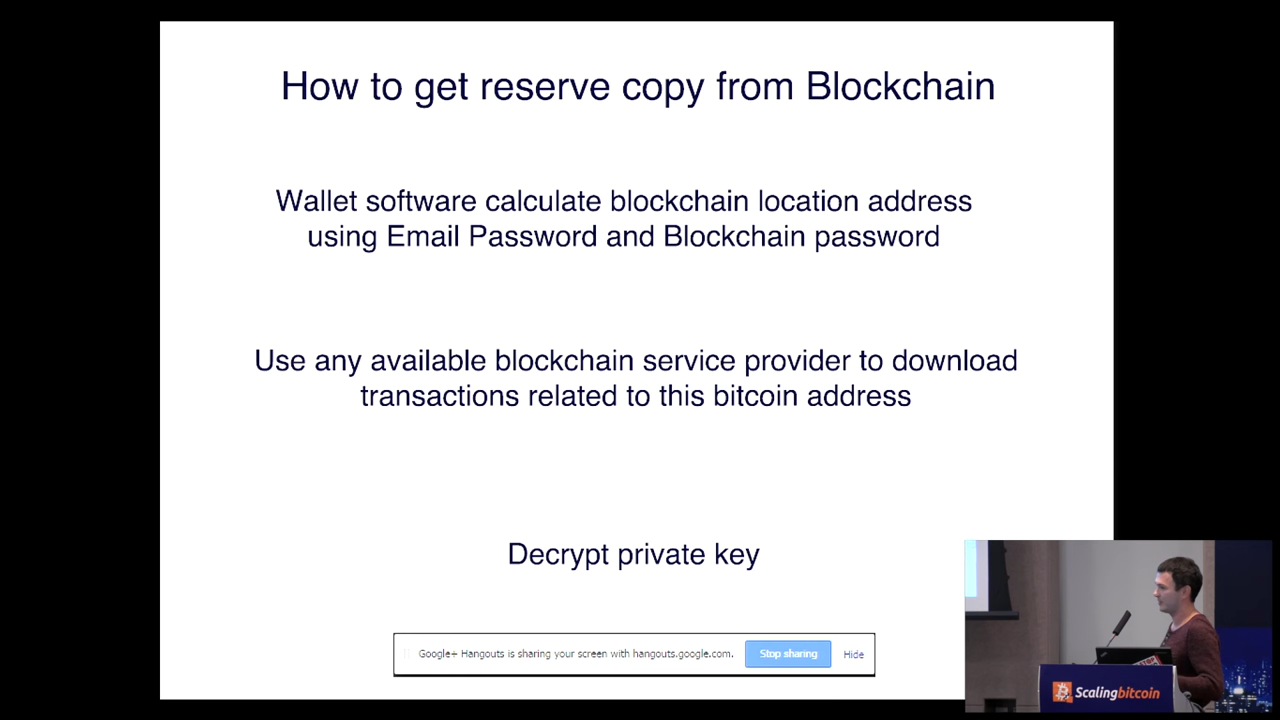 How to get reserve copy from Blockchain
Wallet software calculate blockchain location address
using Email Password and Blockchain password
Use any available blockchain service provider to download
transactions related to this bitcoin address
Decrypt private key
Google+ Hangouts is sharing your screen with hangouts.google.com.
Stop sharing
Hide
Scalingbitcoin